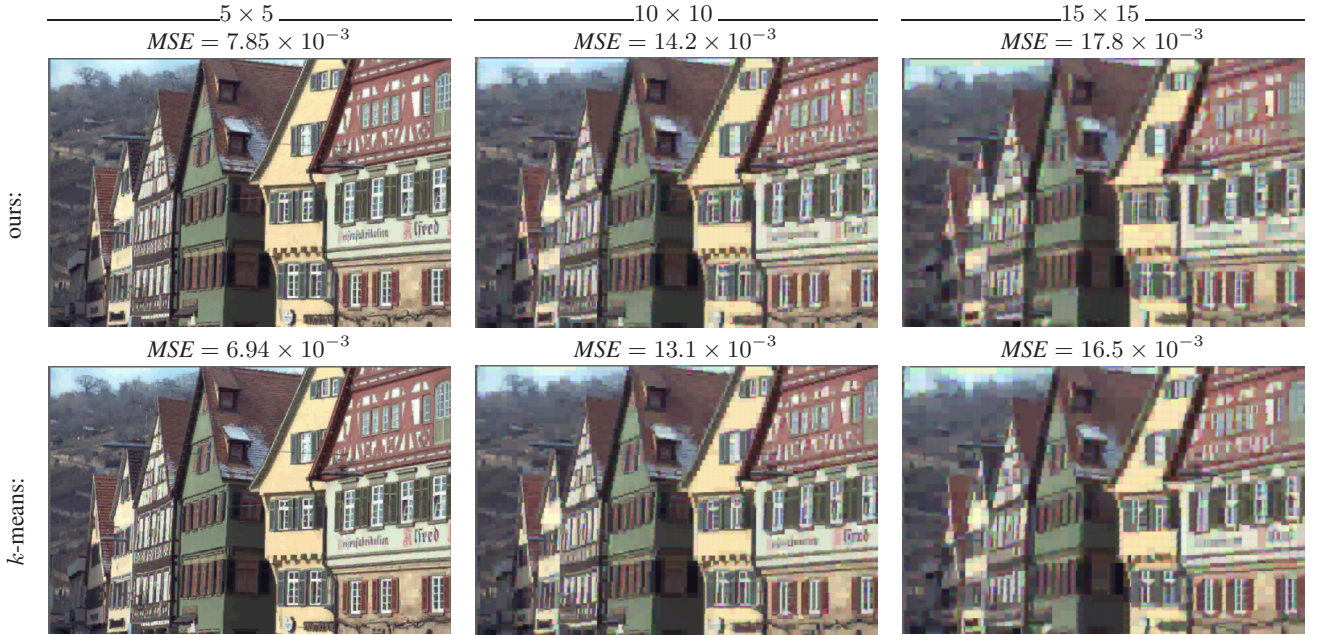 5 × 5
10 × 10
15 × 15
MSE = 7.85 × 10⁻³
MSE = 14.2 × 10⁻³
MSE = 17.8 × 10⁻³
ours:
MSE = 6.94 × 10⁻³
MSE = 13.1 × 10⁻³
MSE = 16.5 × 10⁻³
k-means: